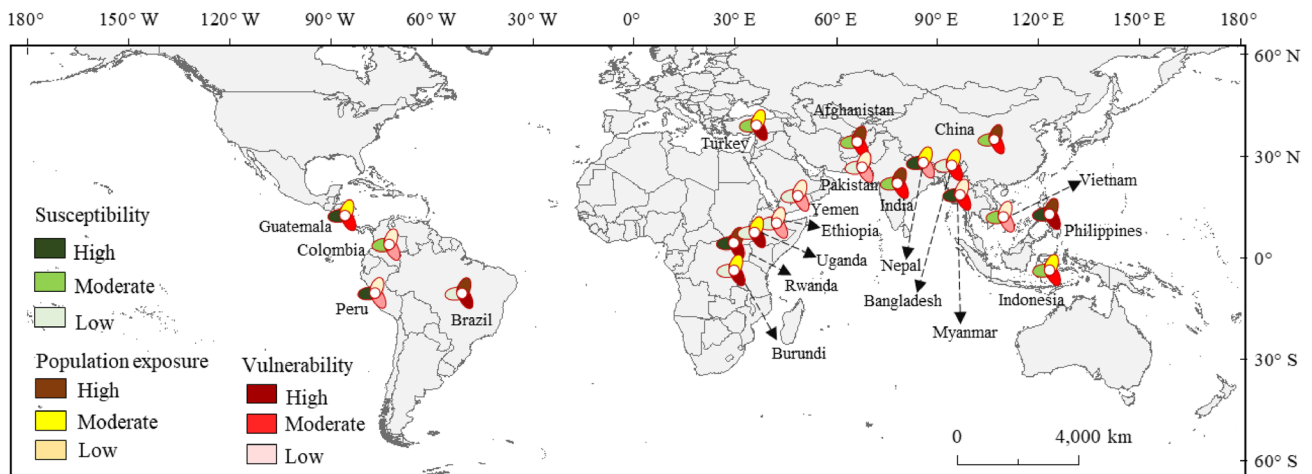 180° 120° W 90° W 60° W 30° W 0° 30° E 60° E 90° E 120° E 150° E 180°
60° N
Afghanistan
China
Turkey
30° N
Pakistan
Vietnam
India
Yemen
Susceptibility
Guatemala
Ethiopia
Philippines
High
Colombia
Uganda
Nepal
0°
Moderate
Rwanda
Bangladesh
Indonesia
Low
Peru
Brazil
Myanmar
Burundi
30° S
Population exposure
High
Moderate
Low
Vulnerability
High
Moderate
Low
0 4,000 km
60° S